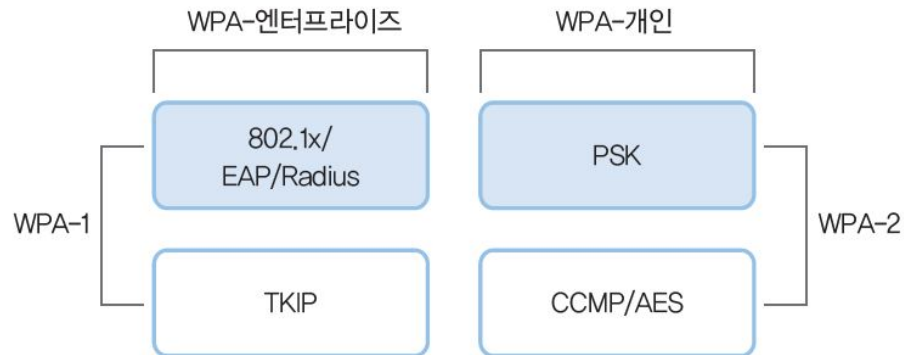 WPA-엔터프라이즈
WPA-개인
802.1x/
EAP/Radius
PSK
WPA-1
WPA-2
TKIP
CCMP/AES